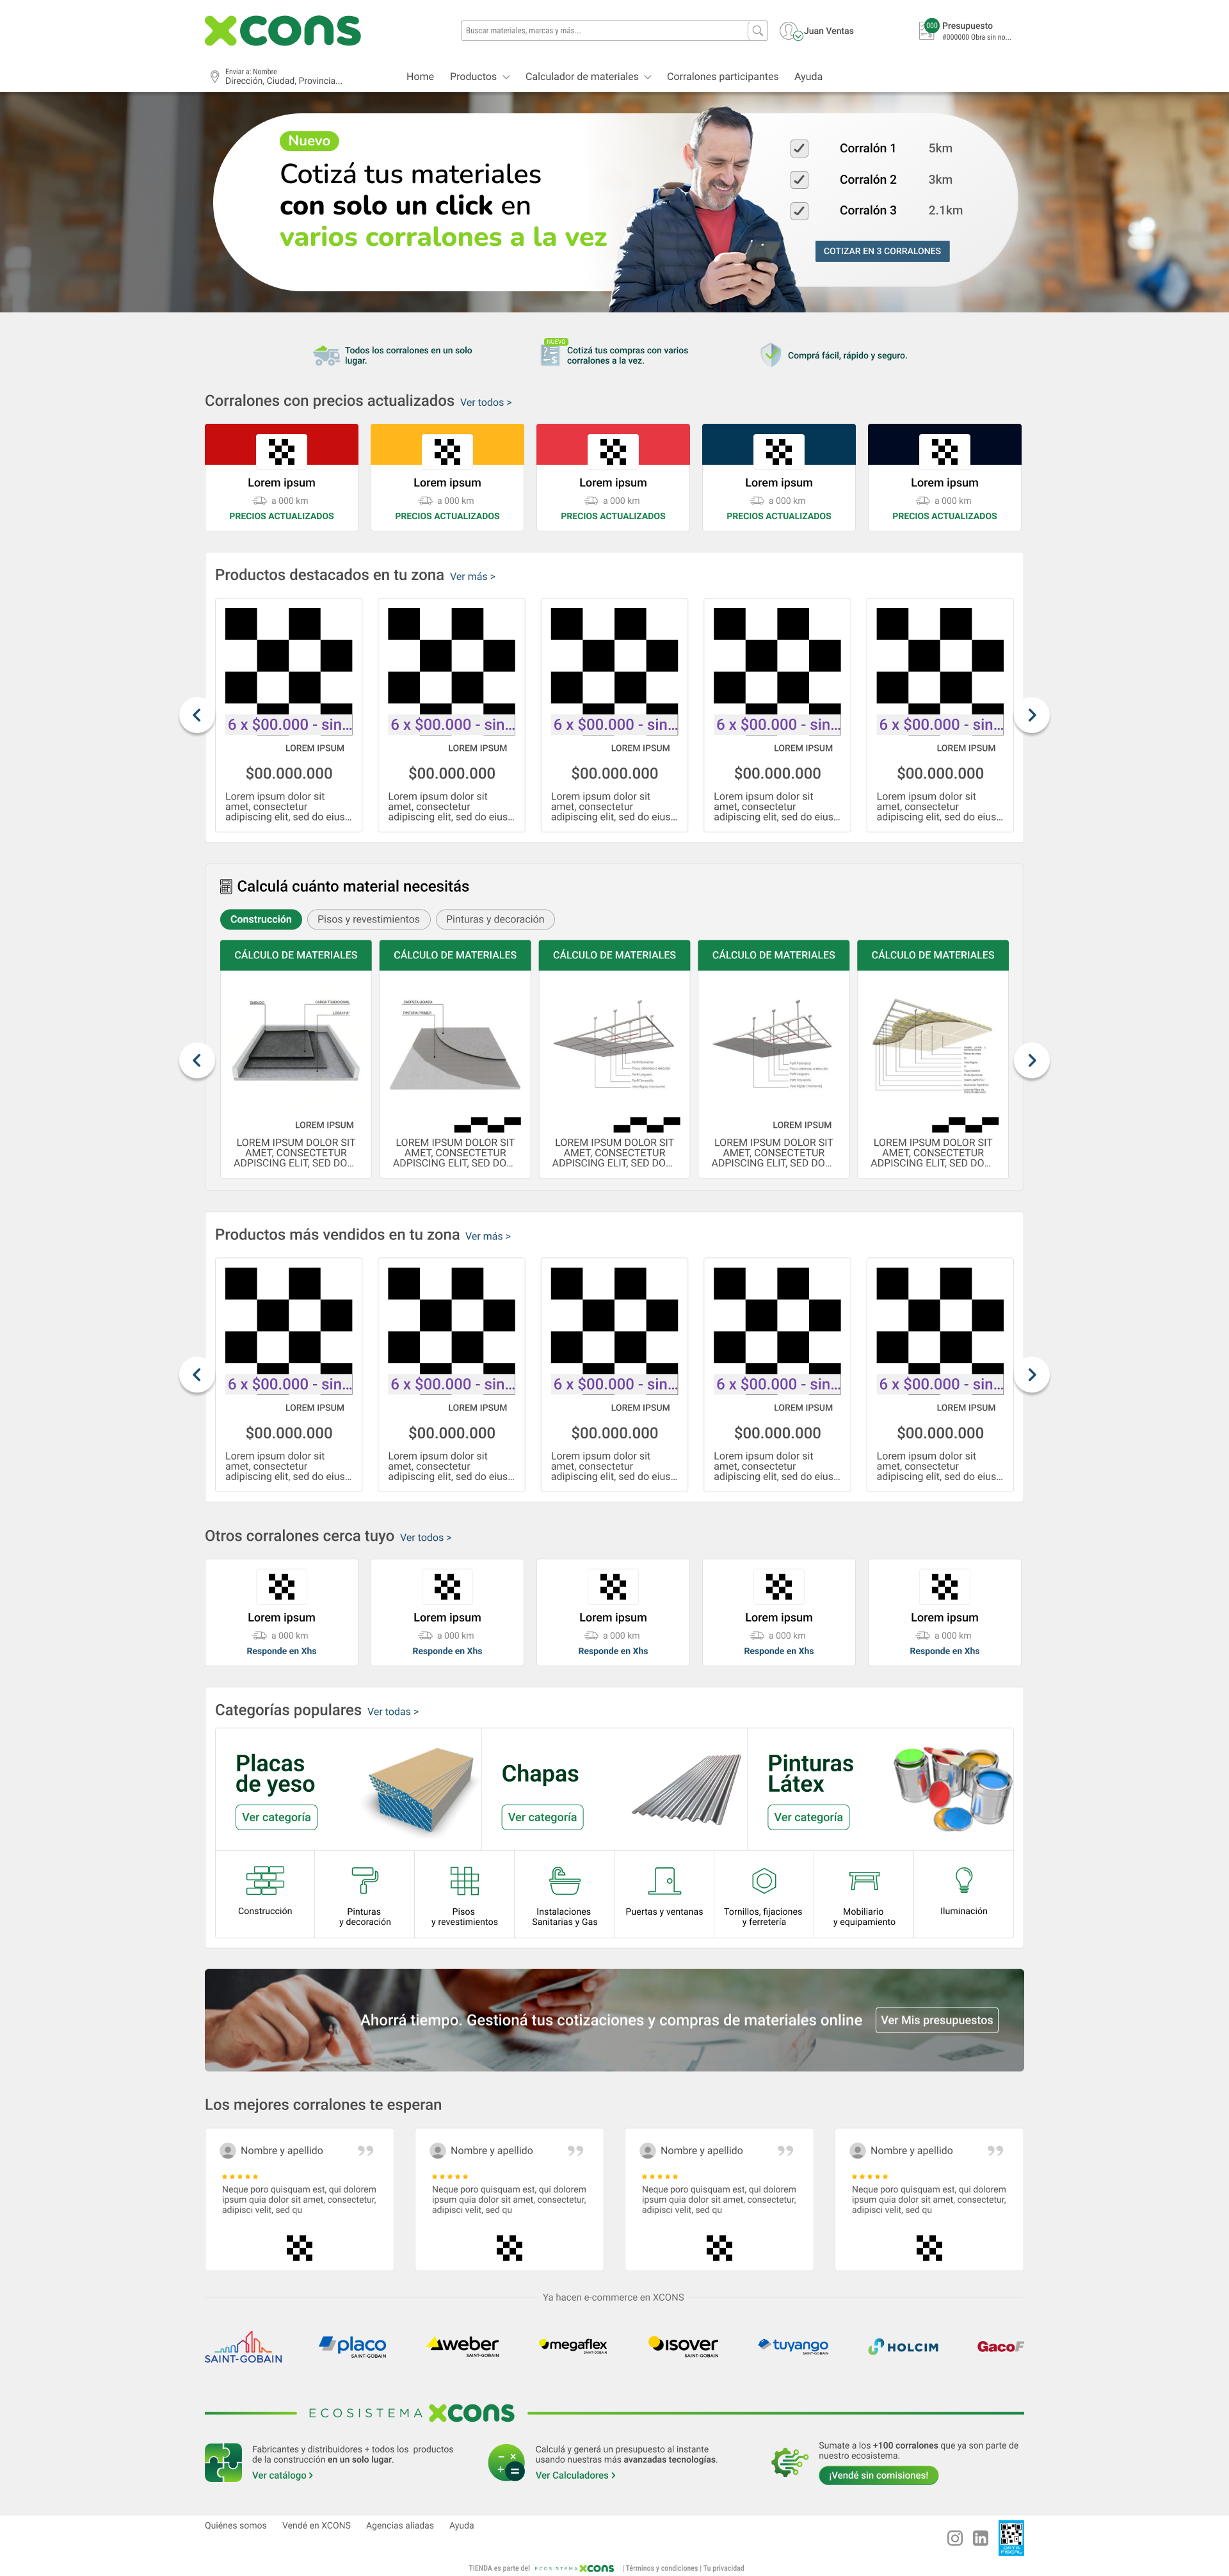 xcons
Buscar materiales, marcas y más...
Juan Ventas
000
Presupuesto
#000000 Obra sin no...
Enviar a: Nombre
Dirección, Ciudad, Provincia...
Home
Productos
Calculador de materiales
Corralones participantes
Ayuda
Nuevo
Cotizá tus materiales
con solo un click en
varios corralones a la vez
Corralón 1 5km
Corralón 2 3km
Corralón 3 2.1km
COTIZAR EN 3 CORRALONES
Todos los corralones en un solo
lugar.
NUEVO
Cotizá tus compras con varios
corralones a la vez.
Comprá fácil, rápido y seguro.
Corralones con precios actualizados Ver todos >
Lorem ipsum
a 000 km
PRECIOS ACTUALIZADOS
Lorem ipsum
a 000 km
PRECIOS ACTUALIZADOS
Lorem ipsum
a 000 km
PRECIOS ACTUALIZADOS
Lorem ipsum
a 000 km
PRECIOS ACTUALIZADOS
Lorem ipsum
a 000 km
PRECIOS ACTUALIZADOS
Productos destacados en tu zona Ver más >
6 x $00.000 - sin...
LOREM IPSUM
$00.000.000
Lorem ipsum dolor sit
amet, consectetur
adipiscing elit, sed do eius...
6 x $00.000 - sin...
LOREM IPSUM
$00.000.000
Lorem ipsum dolor sit
amet, consectetur
adipiscing elit, sed do eius...
6 x $00.000 - sin...
LOREM IPSUM
$00.000.000
Lorem ipsum dolor sit
amet, consectetur
adipiscing elit, sed do eius...
6 x $00.000 - sin...
LOREM IPSUM
$00.000.000
Lorem ipsum dolor sit
amet, consectetur
adipiscing elit, sed do eius...
6 x $00.000 - sin...
LOREM IPSUM
$00.000.000
Lorem ipsum dolor sit
amet, consectetur
adipiscing elit, sed do eius...
Calculá cuánto material necesitás
Construcción
Pisos y revestimientos
Pinturas y decoración
CÁLCULO DE MATERIALES
LOREM IPSUM
LOREM IPSUM DOLOR SIT
AMET, CONSECTETUR
ADPISCING ELIT, SED DO...
CÁLCULO DE MATERIALES
LOREM IPSUM DOLOR SIT
AMET, CONSECTETUR
ADPISCING ELIT, SED DO...
CÁLCULO DE MATERIALES
LOREM IPSUM DOLOR SIT
AMET, CONSECTETUR
ADPISCING ELIT, SED DO...
CÁLCULO DE MATERIALES
LOREM IPSUM
LOREM IPSUM DOLOR SIT
AMET, CONSECTETUR
ADPISCING ELIT, SED DO...
CÁLCULO DE MATERIALES
LOREM IPSUM DOLOR SIT
AMET, CONSECTETUR
ADPISCING ELIT, SED DO...
Productos más vendidos en tu zona Ver más >
6 x $00.000 - sin...
LOREM IPSUM
$00.000.000
Lorem ipsum dolor sit
amet, consectetur
adipiscing elit, sed do eius...
6 x $00.000 - sin...
LOREM IPSUM
$00.000.000
Lorem ipsum dolor sit
amet, consectetur
adipiscing elit, sed do eius...
6 x $00.000 - sin...
LOREM IPSUM
$00.000.000
Lorem ipsum dolor sit
amet, consectetur
adipiscing elit, sed do eius...
6 x $00.000 - sin...
LOREM IPSUM
$00.000.000
Lorem ipsum dolor sit
amet, consectetur
adipiscing elit, sed do eius...
6 x $00.000 - sin...
LOREM IPSUM
$00.000.000
Lorem ipsum dolor sit
amet, consectetur
adipiscing elit, sed do eius...
Otros corralones cerca tuyo Ver todos >
Lorem ipsum
a 000 km
Responde en Xhs
Lorem ipsum
a 000 km
Responde en Xhs
Lorem ipsum
a 000 km
Responde en Xhs
Lorem ipsum
a 000 km
Responde en Xhs
Lorem ipsum
a 000 km
Responde en Xhs
Categorías populares Ver todas >
Placas
de yeso
Ver categoría
Chapas
Ver categoría
Pinturas
Látex
Ver categoría
Construcción
Pinturas
y decoración
Pisos
y revestimientos
Instalaciones
Sanitarias y Gas
Puertas y ventanas
Tornillos, fijaciones
y ferretería
Mobiliario
y equipamiento
Iluminación
Ahorrá tiempo. Gestioná tus cotizaciones y compras de materiales online
Ver Mis presupuestos
Los mejores corralones te esperan
Nombre y apellido
Neque poro quisquam est, qui dolorem
ipsum quia dolor sit amet, consectetur,
adipisci velit, sed qu
Nombre y apellido
Neque poro quisquam est, qui dolorem
ipsum quia dolor sit amet, consectetur,
adipisci velit, sed qu
Nombre y apellido
Neque poro quisquam est, qui dolorem
ipsum quia dolor sit amet, consectetur,
adipisci velit, sed qu
Nombre y apellido
Neque poro quisquam est, qui dolorem
ipsum quia dolor sit amet, consectetur,
adipisci velit, sed qu
Ya hacen e-commerce en XCONS
SAINT-GOBAIN
placo
SAINT-GOBAIN
weber
SAINT-GOBAIN
megaflex
SAINT-GOBAIN
isover
SAINT-GOBAIN
tuyango
SAINT-GOBAIN
HOLCIM
GacoF
ECOSISTEMA xcons
Fabricantes y distribuidores + todos los productos
de la construcción en un solo lugar.
Ver catálogo >
Calculá y generá un presupuesto al instante
usando nuestras más avanzadas tecnologías.
Ver Calculadores >
Sumate a los +100 corralones que ya son parte de
nuestro ecosistema.
¡Vendé sin comisiones!
Quiénes somos
Vendé en XCONS
Agencias aliadas
Ayuda
DATA
FISCAL
TIENDA es parte del ECOSISTEMA xcons | Términos y condiciones | Tu privacidad